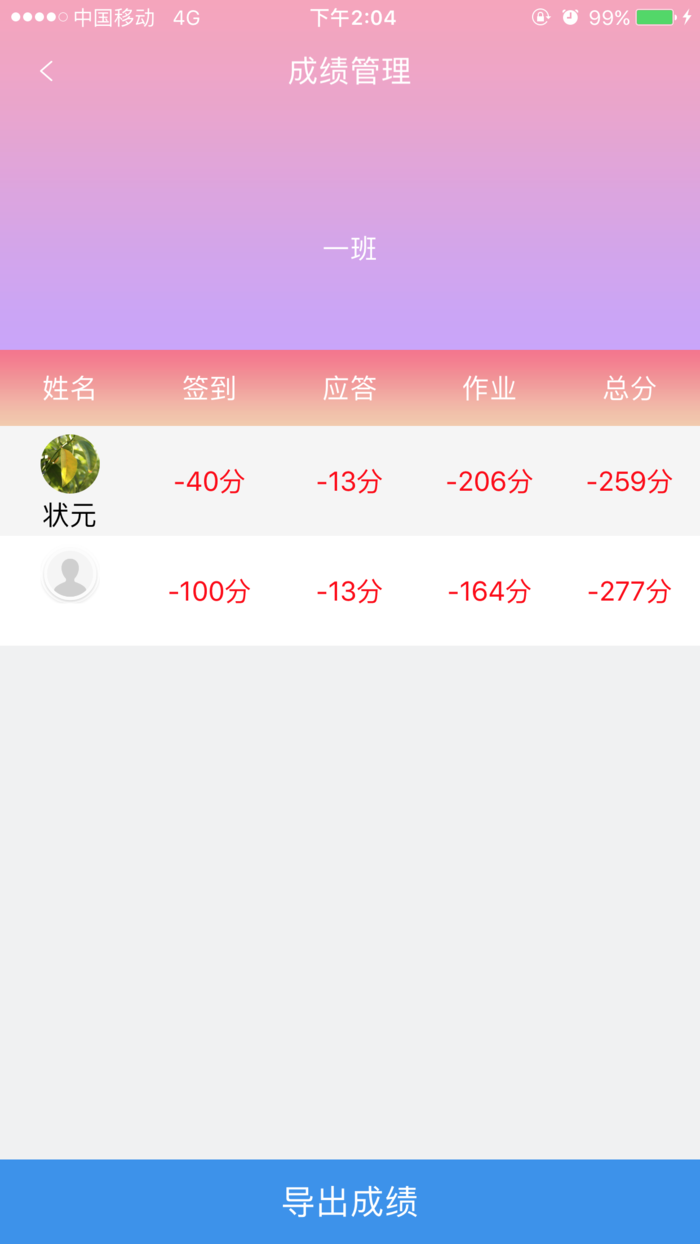 中国移动 4G 下午2:04 99%
成绩管理
一班
姓名 签到 应答 作业 总分
-40分 -13分 -206分 -259分
状元
-100分 -13分 -164分 -277分
导出成绩